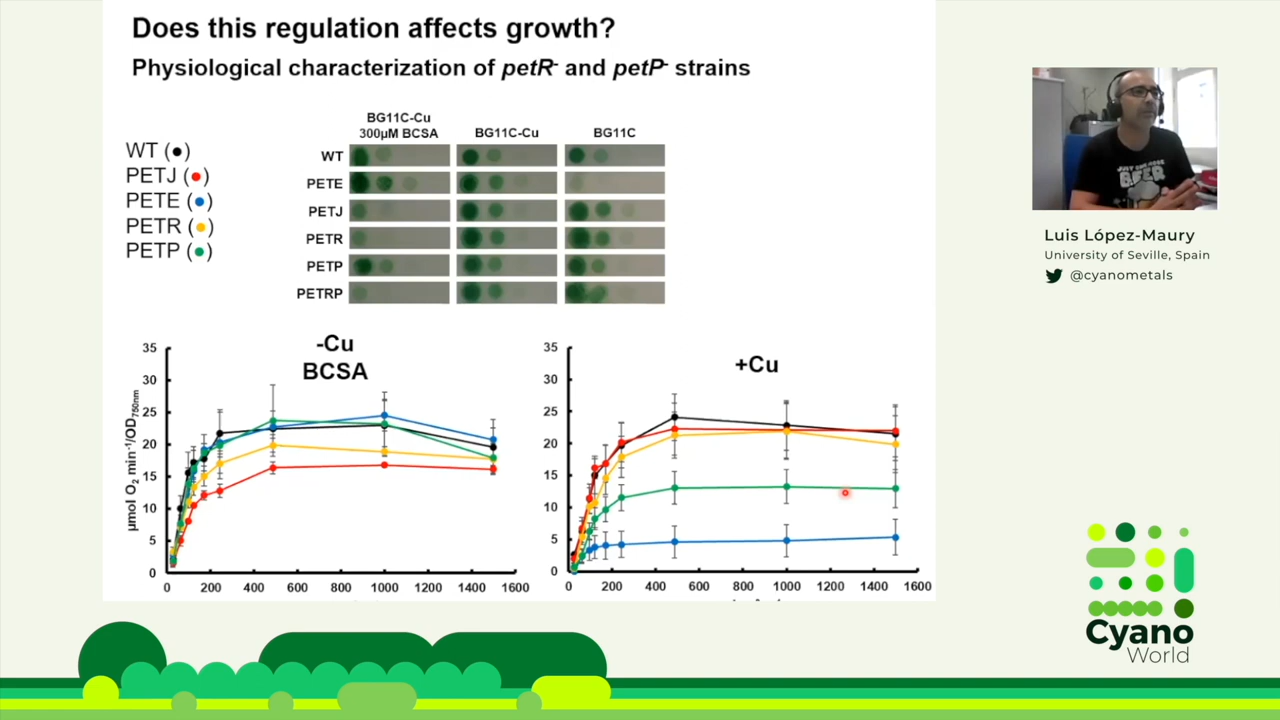 Does this regulation affects growth?
Physiological characterization of petR- and petP- strains
WT (●)
PETJ (●)
PETE (●)
PETR (●)
PETP (●)
BG11C-Cu
300µM BCSA
BG11C-Cu
BG11C
WT
PETE
PETJ
PETR
PETP
PETRP
-Cu
BCSA
µmol O2 min-1/OD750nm
35
30
25
20
15
10
5
0
0 200 400 600 800 1000 1200 1400 1600
+Cu
35
30
25
20
15
10
5
0
0 200 400 600 800 1000 1200 1400 1600
JUST ONE MORE
BEER
Luis López-Maury
University of Seville, Spain
@cyanometals
Cyano
World